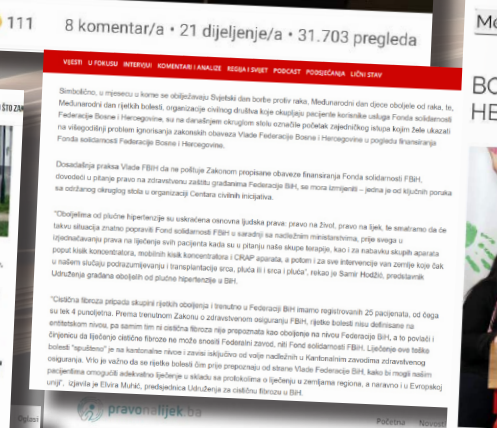 111
8 komentar/a • 21 dijeljenje/a • 31.703 pregleda
VIJESTI U FOKUSU INTERVJUI KOMENTARI I ANALIZE REGIJA I SVIJET PODCAST PODSJEĆANJA LIČNI STAV
Simbolično, u mjesecu u kome se obilježavaju Svjetski dan borbe protiv raka, Međunarodni dan djece oboljele od raka, te,
Međunarodni dan rijetkih bolesti, organizacije civilnog društva koje okupljaju pacijente korisnike usluga Fonda solidarnosti
Federacije Bosne i Hercegovine, su na današnjem okruglom stolu označile početak zajedničkog istupa kojim žele ukazati
na višegodišnji problem ignorisanja zakonskih obaveza Vlade Federacije Bosne i Hercegovine u pogledu finansiranja
Fonda solidarnosti Federacije Bosne i Hercegovine.
Dosadašnja praksa Vlade FBiH da ne poštuje Zakonom propisane obaveze finansiranja Fonda solidarnosti FBiH,
dovodeći u pitanje pravo na zdravstvenu zaštitu građanima Federacije BiH, se mora izmijeniti – jedna je od ključnih poruka
sa održanog okruglog stola u organizaciji Centara civilnih inicijativa.
"Oboljelima od plućne hipertenzije su uskraćena osnovna ljudska prava: pravo na život, pravo na lijek, te smatramo da će
takvu situaciju znatno popraviti Fond solidarnosti FBiH u saradnji sa nadležnim ministarstvima, prije svega u
izjednačavanju prava na liječenje svih pacijenta kada su u pitanju naše skupe terapije, kao i za nabavku skupih aparata
poput kisik koncentratora, mobilnih kisik koncentratora i CRAP aparata, a potom i za sve intervencije van zemlje koje čak
u našem slučaju podrazumijevaju i transplantacije srca, pluća ili i srca i pluća", rekao je Samir Hodžić, predstavnik
Udruženja građana oboljelih od plućne hipertenzije u BiH.
"Cistična fibroza pripada skupini rijetkih oboljenja i trenutno u Federaciji BiH imamo registrovanih 25 pacijenata, od čega
su tek 4 punoljetna. Prema trenutnom Zakonu o zdravstvenom osiguranju FBiH, rijetke bolesti nisu definisane na
entitetskom nivou, pa samim tim ni cistična fibroza nije prepoznata kao oboljenje na nivou Federacije BiH, a to povlači i
činjenicu da liječenje cistične fibroze ne može snositi Federalni zavod, niti Fond solidarnosti FBiH. Liječenje ove teške
bolesti "spušteno" je na kantonalne nivoe i zavisi isključivo od volje nadležnih u Kantonalnim zavodima zdravstvenog
osiguranja. Vrlo je važno da se rijetke bolesti čim prije prepoznaju od strane Vlade Federacije BiH, kako bi mogli našim
pacijentima omogućiti adekvatno liječenje u skladu sa protokolima o liječenju u zemljama regiona, a naravno i u Evropskoj
uniji", izjavila je Elvira Muhić, predsjednica Udruženja za cističnu fibrozu u BiH.
I ŠTO ZAK
Oglasi
pravonalijek.ba
Početna Novosti
Me
BO
HE